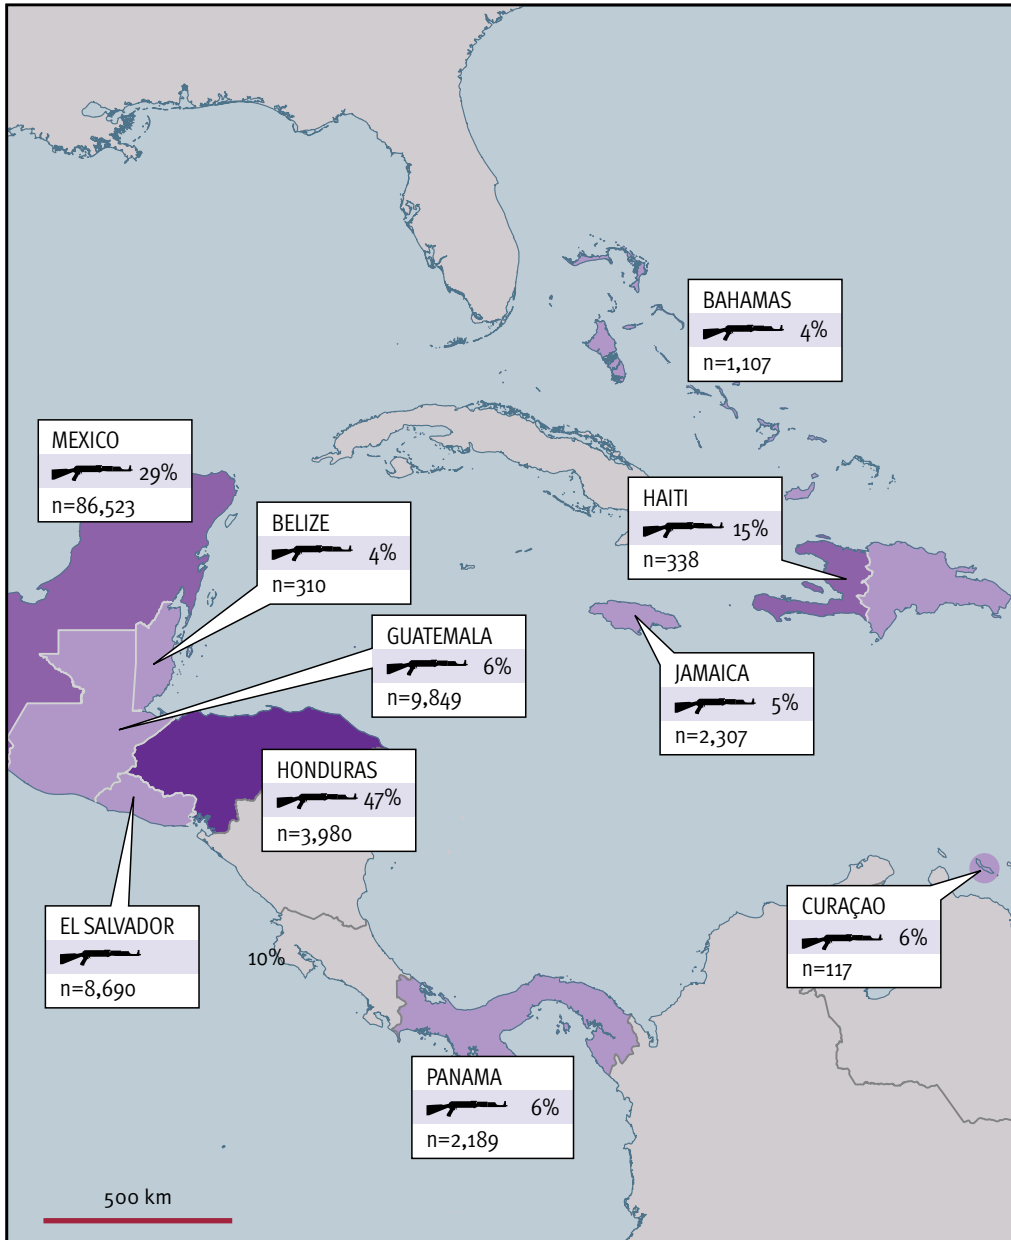 BAHAMAS
4%
n=1,107
MEXICO
29%
n=86,523
HAITI
15%
n=338
BELIZE
4%
n=310
GUATEMALA
6%
n=9,849
JAMAICA
5%
n=2,307
HONDURAS
47%
n=3,980
CURAÇAO
6%
n=117
EL SALVADOR
10%
n=8,690
PANAMA
6%
n=2,189
500 km